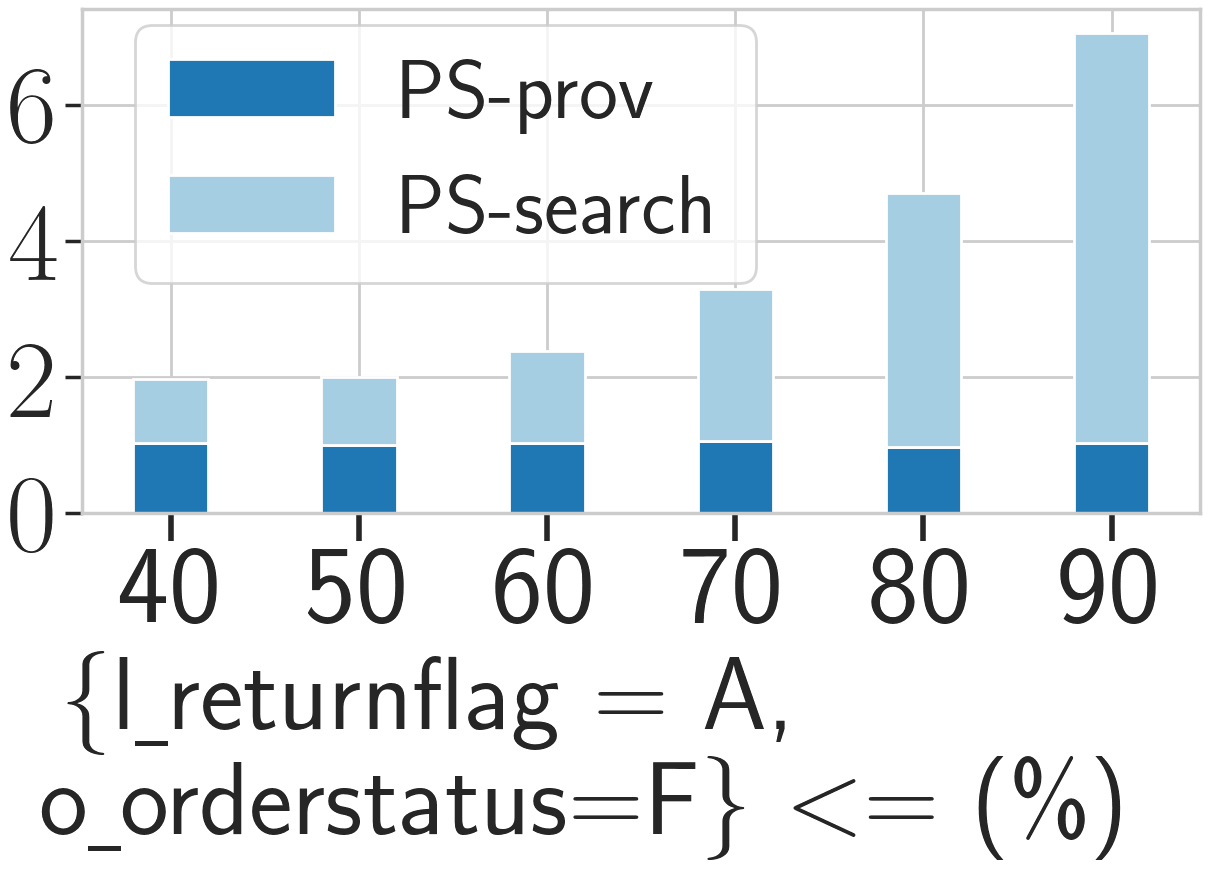 6
4
2
0
PS-prov
PS-search
40 50 60 70 80 90
{l_returnflag = A,
o_orderstatus=F} <= (%)